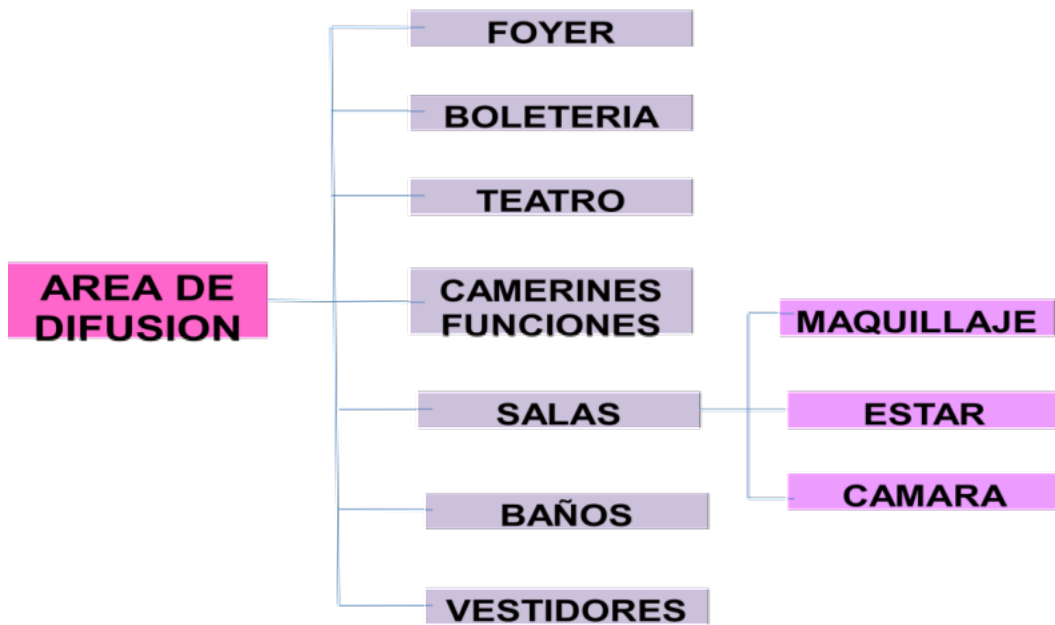 FOYER
BOLETERIA
TEATRO
AREA DE
DIFUSION
CAMERINES
FUNCIONES
MAQUILLAJE
SALAS
ESTAR
CAMARA
BAÑOS
VESTIDORES